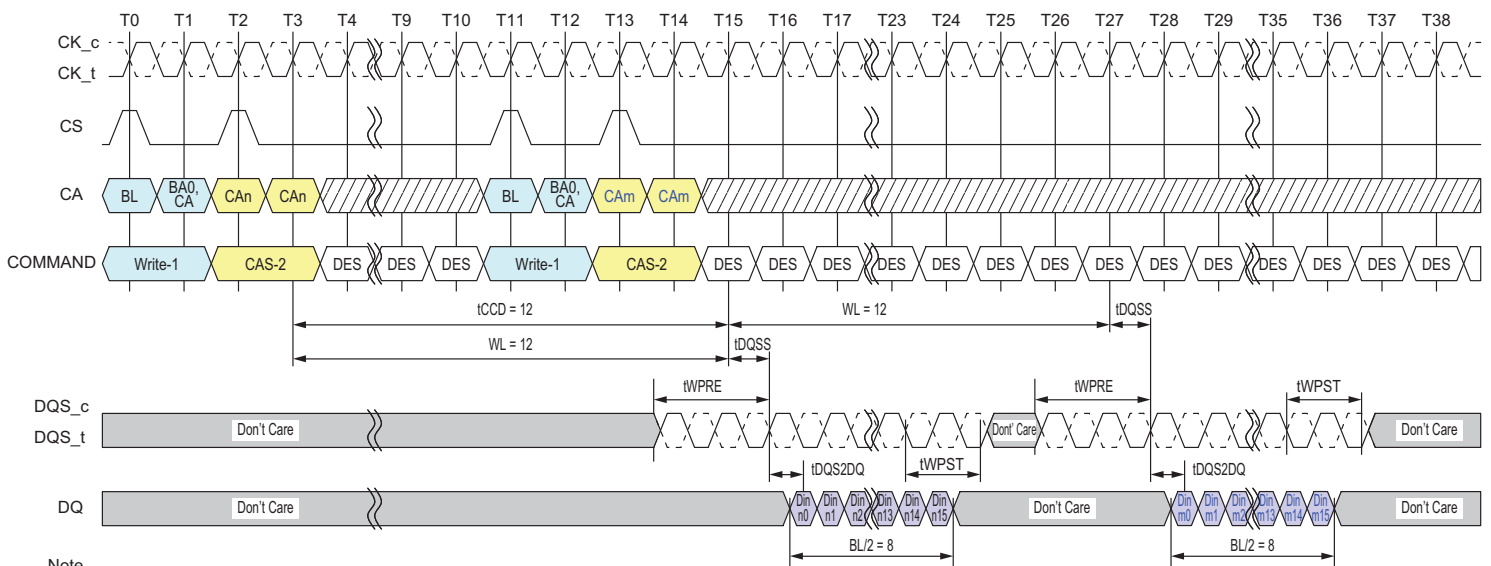 T0 T1 T2 T3 T4 T9 T10 T11 T12 T13 T14 T15 T16 T17 T23 T24 T25 T26 T27 T28 T29 T35 T36 T37 T38
CK_c
CK_t
CS
CA BL BA0, CA CAn CAn BL BA0, CA CAm CAm
COMMAND Write-1 CAS-2 DES DES DES Write-1 CAS-2 DES DES DES DES DES DES DES DES DES DES DES DES DES DES
tCCD = 12 WL = 12 tDQSS
WL = 12 tDQSS
tWPRE tWPRE tWPST
DQS_c
DQS_t Don't Care Dont' Care Don't Care
tDQS2DQ tWPST tDQS2DQ
DQ Don't Care Din n0 Din n1 Din n2 Din n13 Din n14 Din n15 Don't Care Din m0 Din m1 Din m2 Din m13 Din m14 Din m15 Don't Care
BL/2 = 8 BL/2 = 8
Note